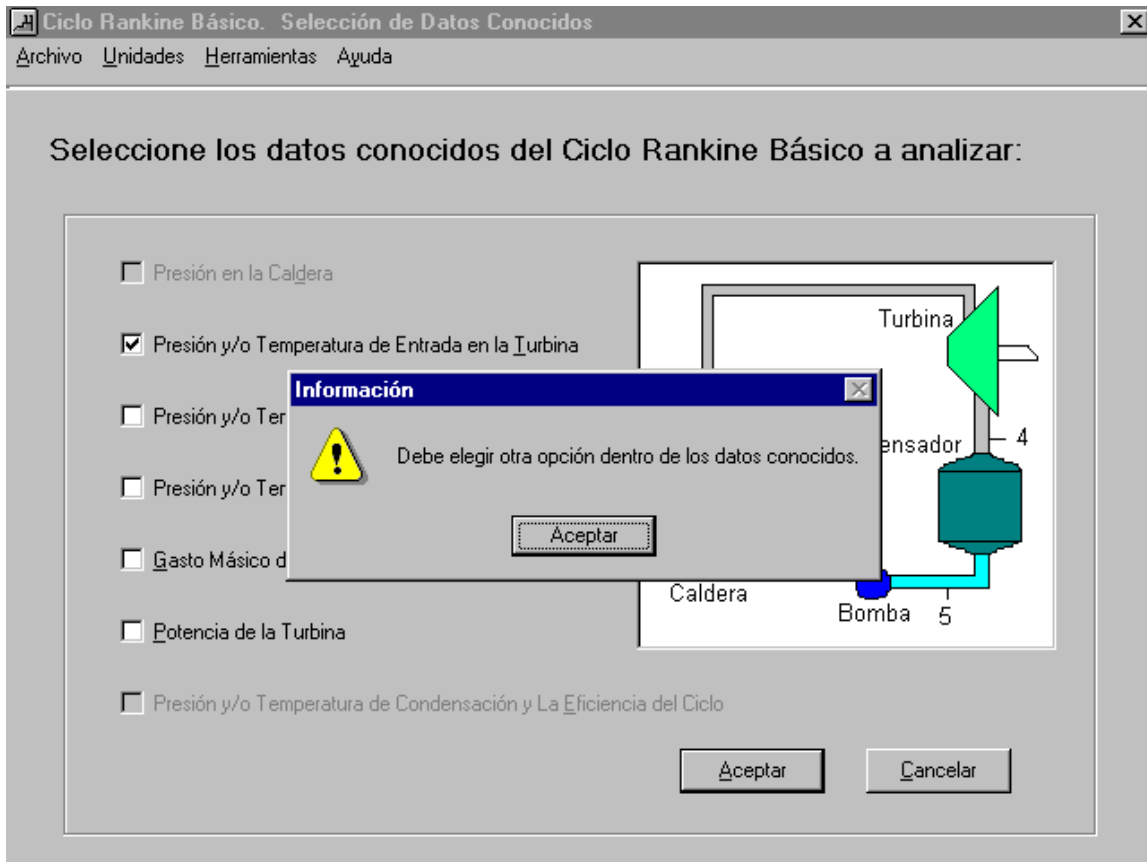 Ciclo Rankine Básico. Selección de Datos Conocidos
Archivo Unidades Herramientas Ayuda
Seleccione los datos conocidos del Ciclo Rankine Básico a analizar:
Presión en la Caldera
Presión y/o Temperatura de Entrada en la Turbina
Presión y/o
Presión y/o
Gasto Másico
Potencia de la Turbina
Presión y/o Temperatura de Condensación y La Eficiencia del Ciclo
Información
Debe elegir otra opción dentro de los datos conocidos.
Aceptar
Turbina
4
Caldera
Bomba
5
Aceptar Cancelar